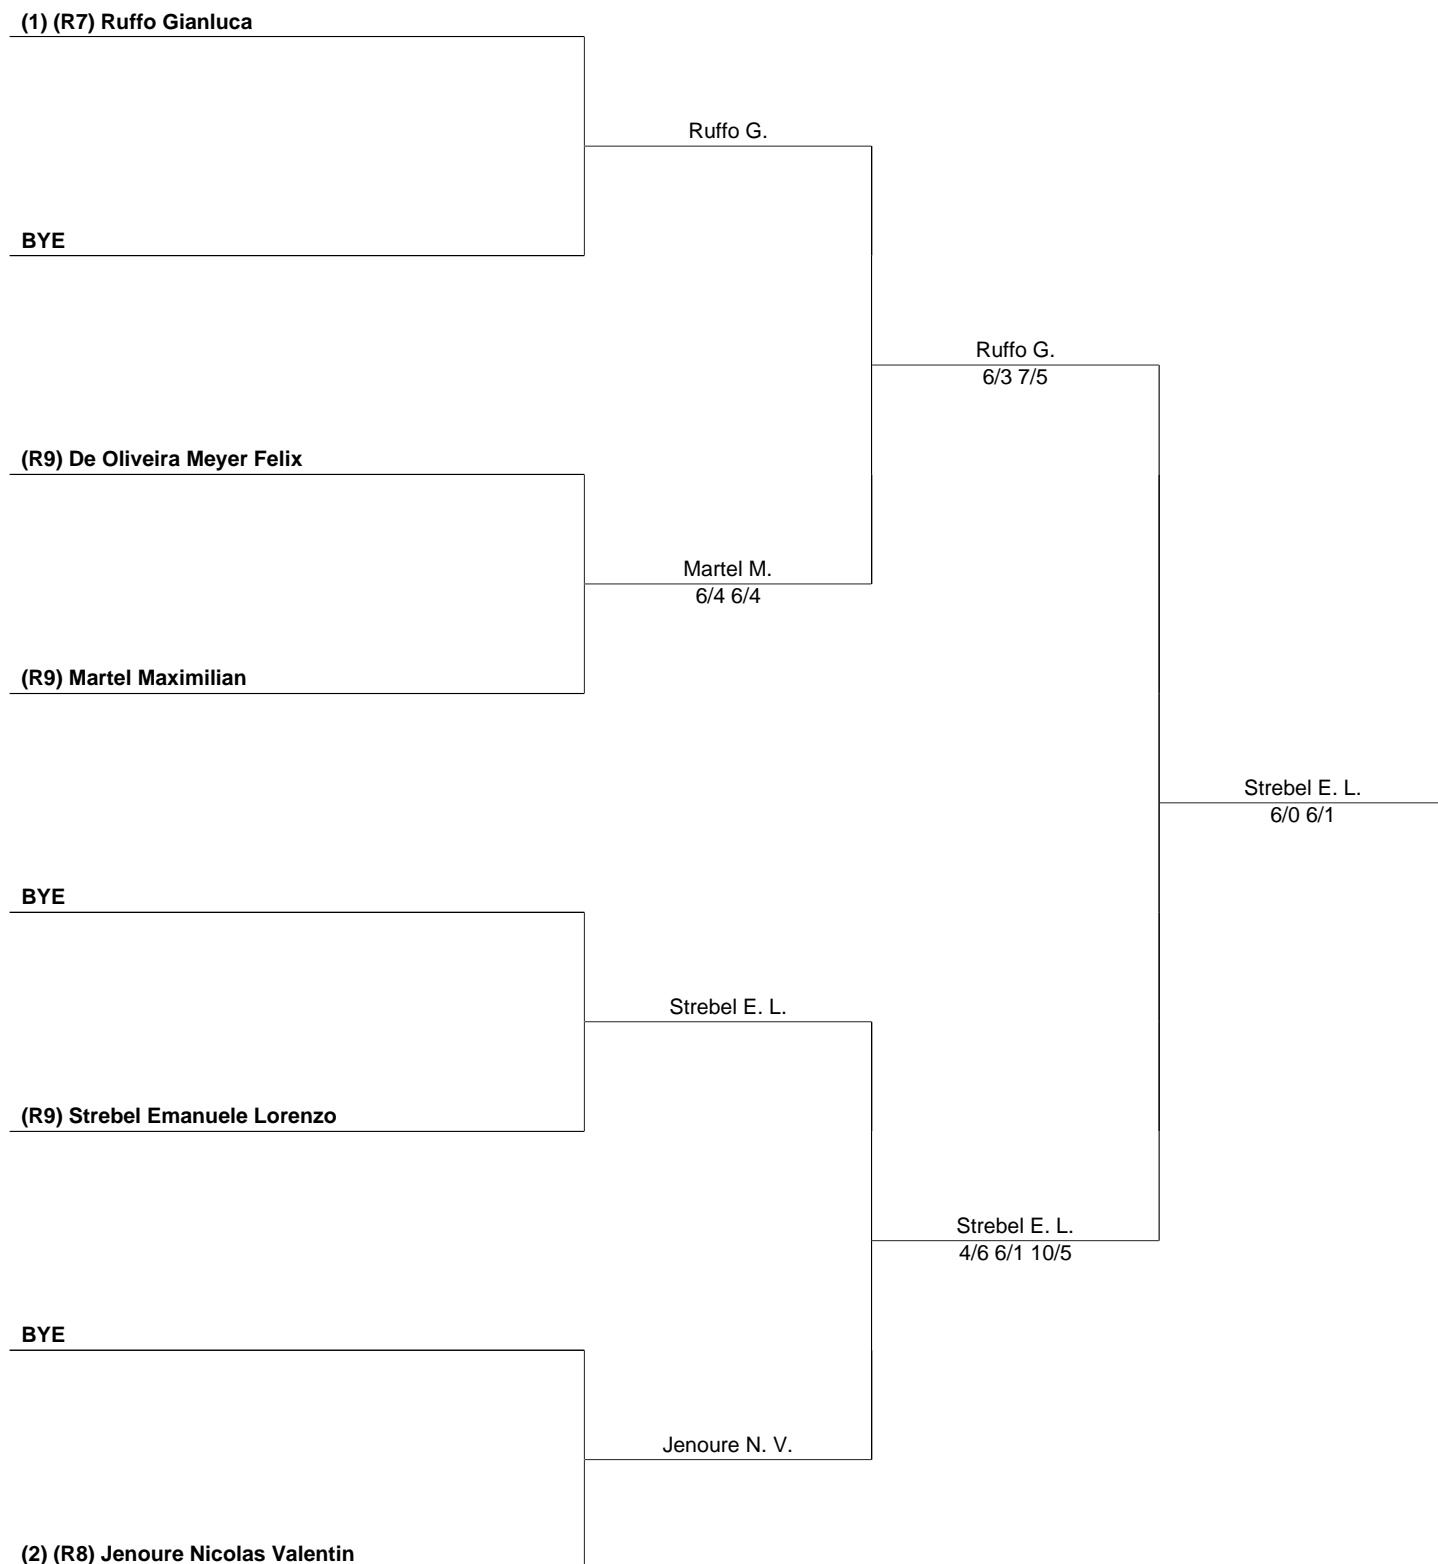 (1) (R7) Ruffo Gianluca
Ruffo G.
BYE
Ruffo G.
6/3 7/5
(R9) De Oliveira Meyer Felix
Martel M.
6/4 6/4
(R9) Martel Maximilian
Strebel E. L.
6/0 6/1
BYE
Strebel E. L.
(R9) Strebel Emanuele Lorenzo
Strebel E. L.
4/6 6/1 10/5
BYE
Jenoure N. V.
(2) (R8) Jenoure Nicolas Valentin